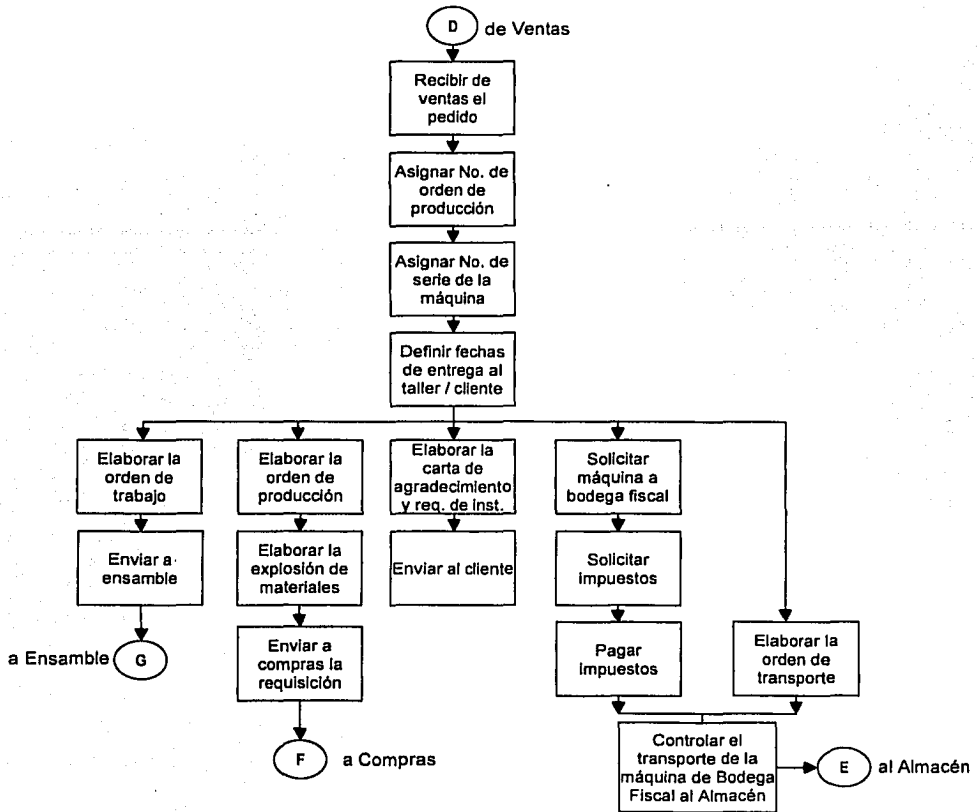 D
de Ventas
Recibir de
ventas el
pedido
Asignar No. de
orden de
producción
Asignar No. de
serie de la
máquina
Definir fechas
de entrega al
taller / cliente
Elaborar la
orden de
trabajo
Elaborar la
orden de
producción
Elaborar la
carta de
agradecimiento
y req. de inst.
Solicitar
máquina a
bodega fiscal
Enviar a
ensamble
Elaborar la
explosión de
materiales
Enviar al cliente
Solicitar
impuestos
a Ensamble
G
Enviar a
compras la
requisición
Pagar
impuestos
Elaborar la
orden de
transporte
F
a Compras
Controlar el
transporte de la
máquina de Bodega
Fiscal al Almacén
E
al Almacén